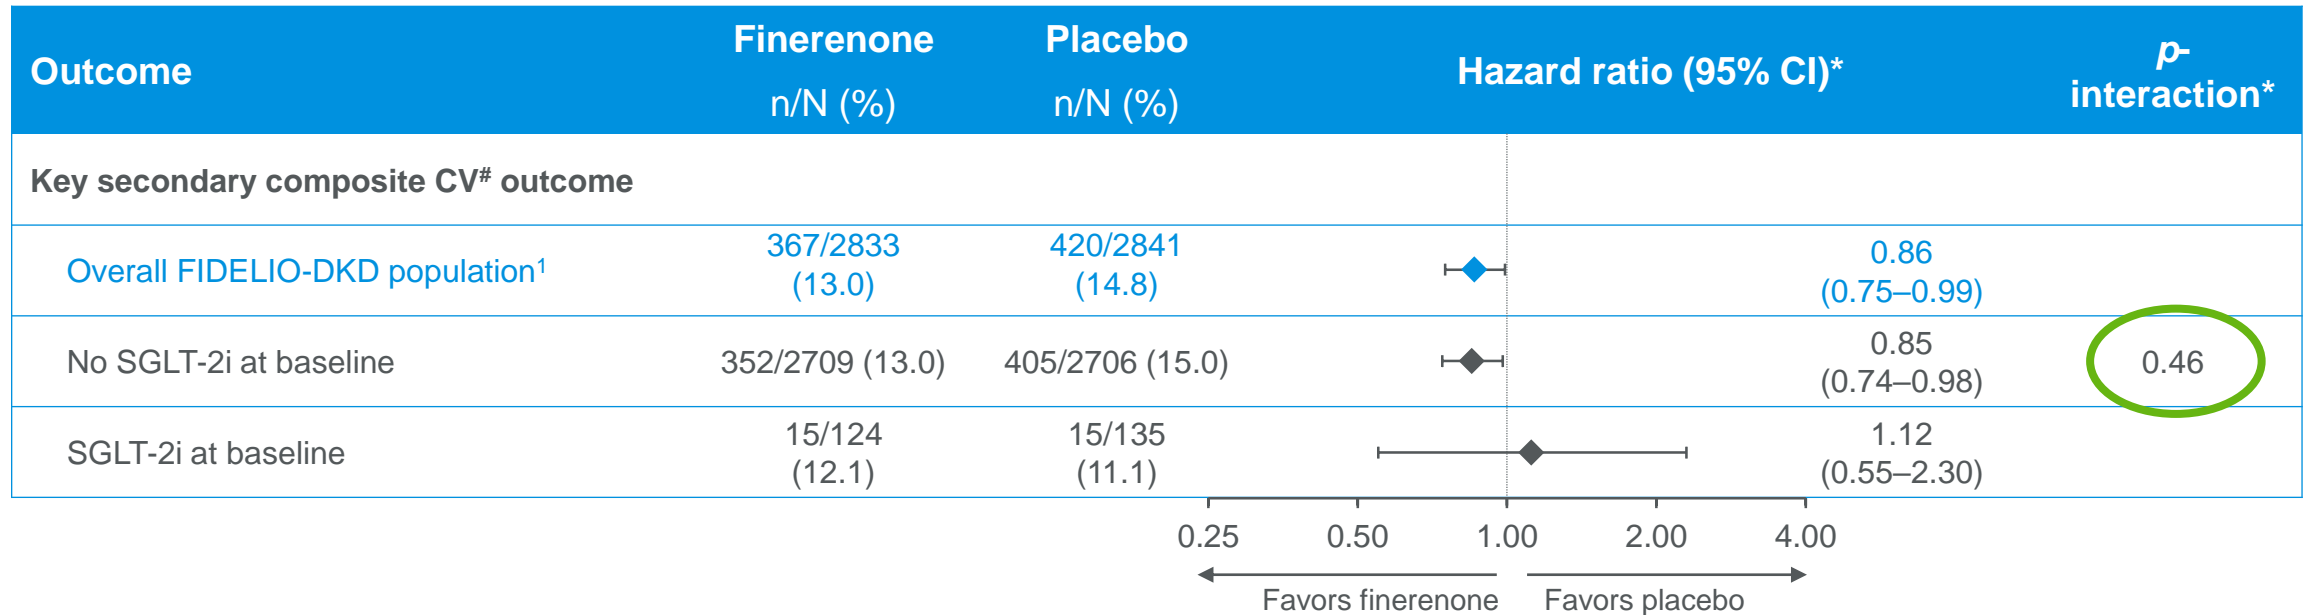 Outcome
Finerenone
n/N (%)
Placebo
n/N (%)
Hazard ratio (95% CI)*
p-
interaction*
Key secondary composite CV# outcome
Overall FIDELIO-DKD population1
367/2833
(13.0)
420/2841
(14.8)
0.86
(0.75–0.99)
No SGLT-2i at baseline
352/2709 (13.0)
405/2706 (15.0)
0.85
(0.74–0.98)
0.46
SGLT-2i at baseline
15/124
(12.1)
15/135
(11.1)
1.12
(0.55–2.30)
0.25 0.50 1.00 2.00 4.00
Favors finerenone Favors placebo